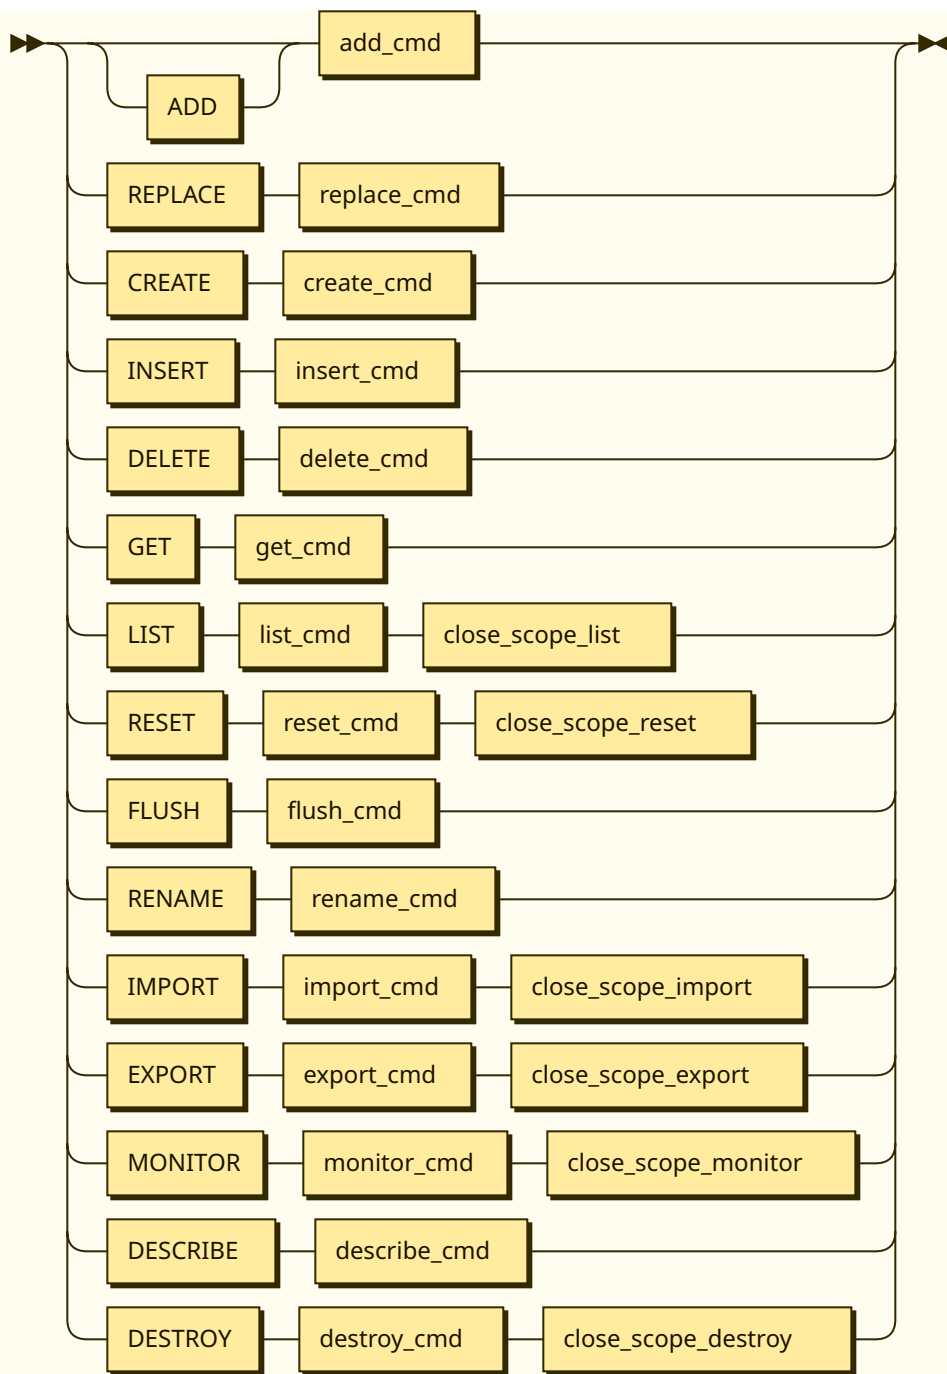 add_cmd
ADD
REPLACE replace_cmd
CREATE create_cmd
INSERT insert_cmd
DELETE delete_cmd
GET get_cmd
LIST list_cmd close_scope_list
RESET reset_cmd close_scope_reset
FLUSH flush_cmd
RENAME rename_cmd
IMPORT import_cmd close_scope_import
EXPORT export_cmd close_scope_export
MONITOR monitor_cmd close_scope_monitor
DESCRIBE describe_cmd
DESTROY destroy_cmd close_scope_destroy